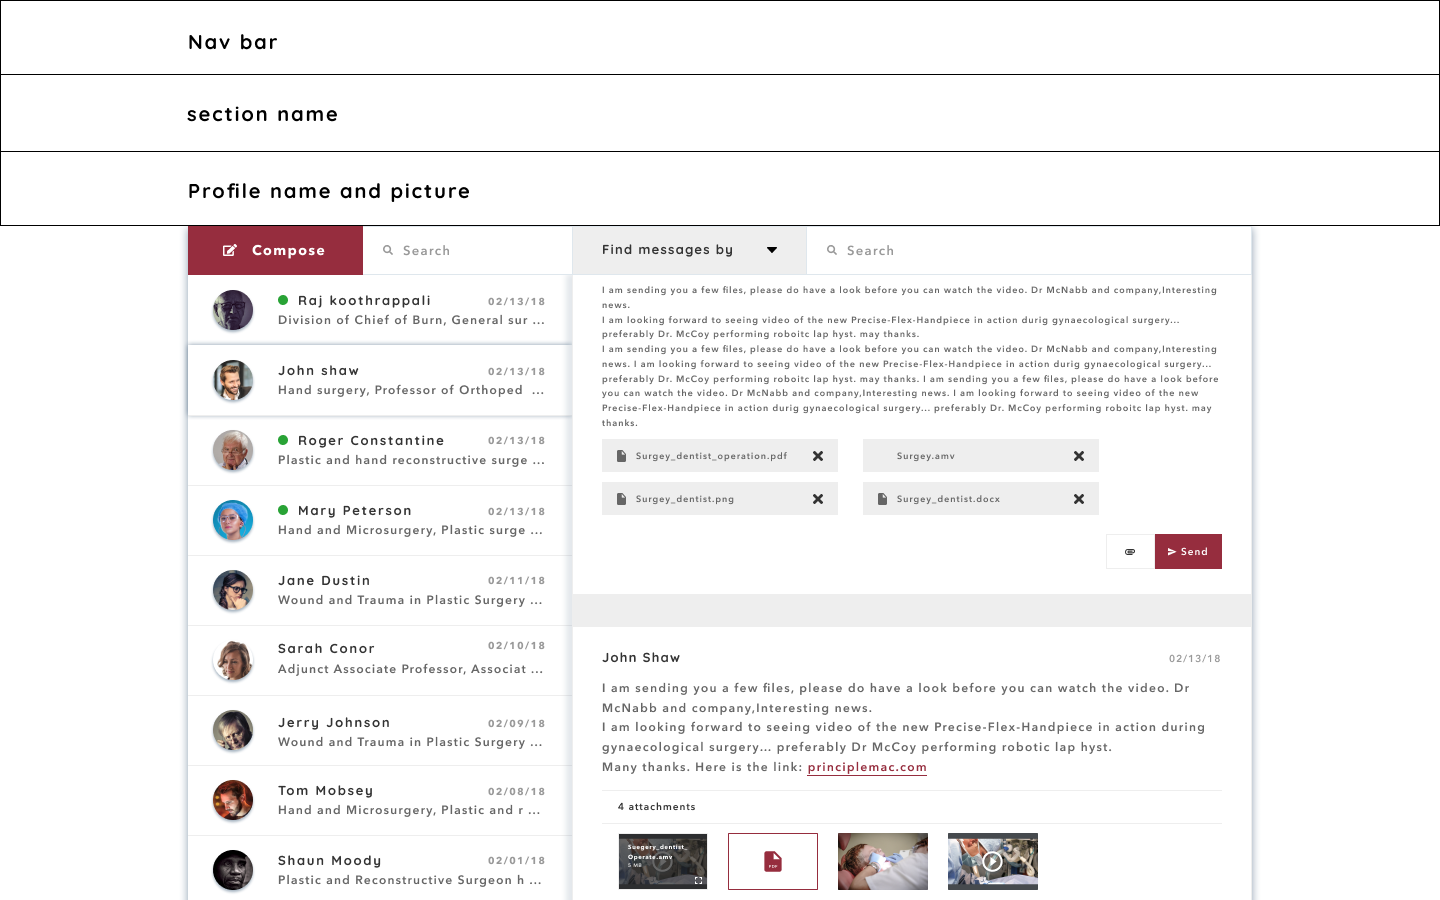 Nav bar
section name
Profile name and picture
Compose
Search
Find messages by
Search
Raj koothrappali 02/13/18
Division of Chief of Burn, General sur ...
John shaw 02/13/18
Hand surgery, Professor of Orthoped ...
Roger Constantine 02/13/18
Plastic and hand reconstructive surge ...
Mary Peterson 02/13/18
Hand and Microsurgery, Plastic surge ...
Jane Dustin 02/11/18
Wound and Trauma in Plastic Surgery ...
Sarah Conor 02/10/18
Adjunct Associate Professor, Associat ...
Jerry Johnson 02/09/18
Wound and Trauma in Plastic Surgery ...
Tom Mobsey 02/08/18
Hand and Microsurgery, Plastic and r ...
Shaun Moody 02/01/18
Plastic and Reconstructive Surgeon h ...
I am sending you a few files, please do have a look before you can watch the video. Dr McNabb and company,Interesting
news.
I am looking forward to seeing video of the new Precise-Flex-Handpiece in action durig gynaecological surgery...
preferably Dr. McCoy performing roboitc lap hyst. may thanks.
I am sending you a few files, please do have a look before you can watch the video. Dr McNabb and company,Interesting
news. I am looking forward to seeing video of the new Precise-Flex-Handpiece in action durig gynaecological surgery...
preferably Dr. McCoy performing roboitc lap hyst. may thanks. I am sending you a few files, please do have a look before
you can watch the video. Dr McNabb and company,Interesting news. I am looking forward to seeing video of the new
Precise-Flex-Handpiece in action durig gynaecological surgery... preferably Dr. McCoy performing roboitc lap hyst. may
thanks.
Surgey_dentist_operation.pdf
Surgey.amv
Surgey_dentist.png
Surgey_dentist.docx
Send
John Shaw 02/13/18
I am sending you a few files, please do have a look before you can watch the video. Dr
McNabb and company,Interesting news.
I am looking forward to seeing video of the new Precise-Flex-Handpiece in action during
gynaecological surgery... preferably Dr McCoy performing robotic lap hyst.
Many thanks. Here is the link: principlemac.com
4 attachments
Suegery_dentist_
Operate.amv
5 MB
PDF